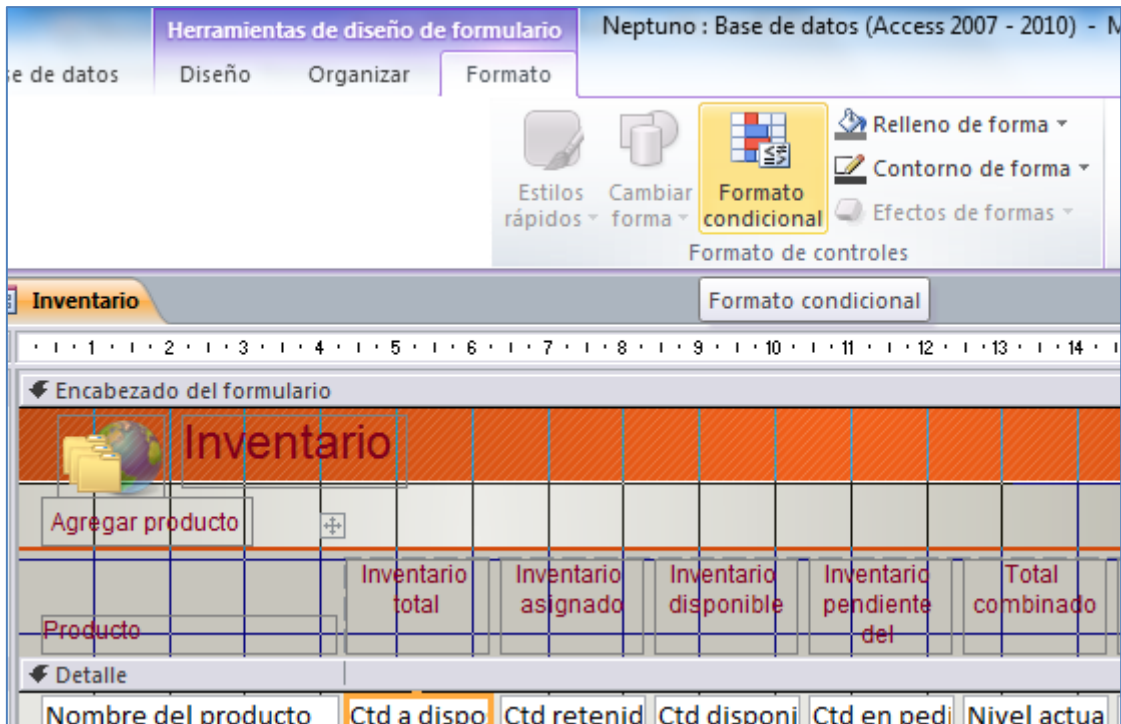 Herramientas de diseño de formulario
Neptuno : Base de datos (Access 2007 - 2010) - M
se de datos Diseño Organizar Formato
Estilos rápidos
Cambiar forma
Formato condicional
Relleno de forma
Contorno de forma
Efectos de formas
Formato de controles
Inventario
Formato condicional
1 2 3 4 5 6 7 8 9 10 11 12 13 14
Encabezado del formulario
Inventario
Agregar producto
Producto
Inventario total
Inventario asignado
Inventario disponible
Inventario pendiente del
Total combinado
Detalle
Nombre del producto Ctd a dispo Ctd retenid Ctd disponi Ctd en pedi Nivel actua